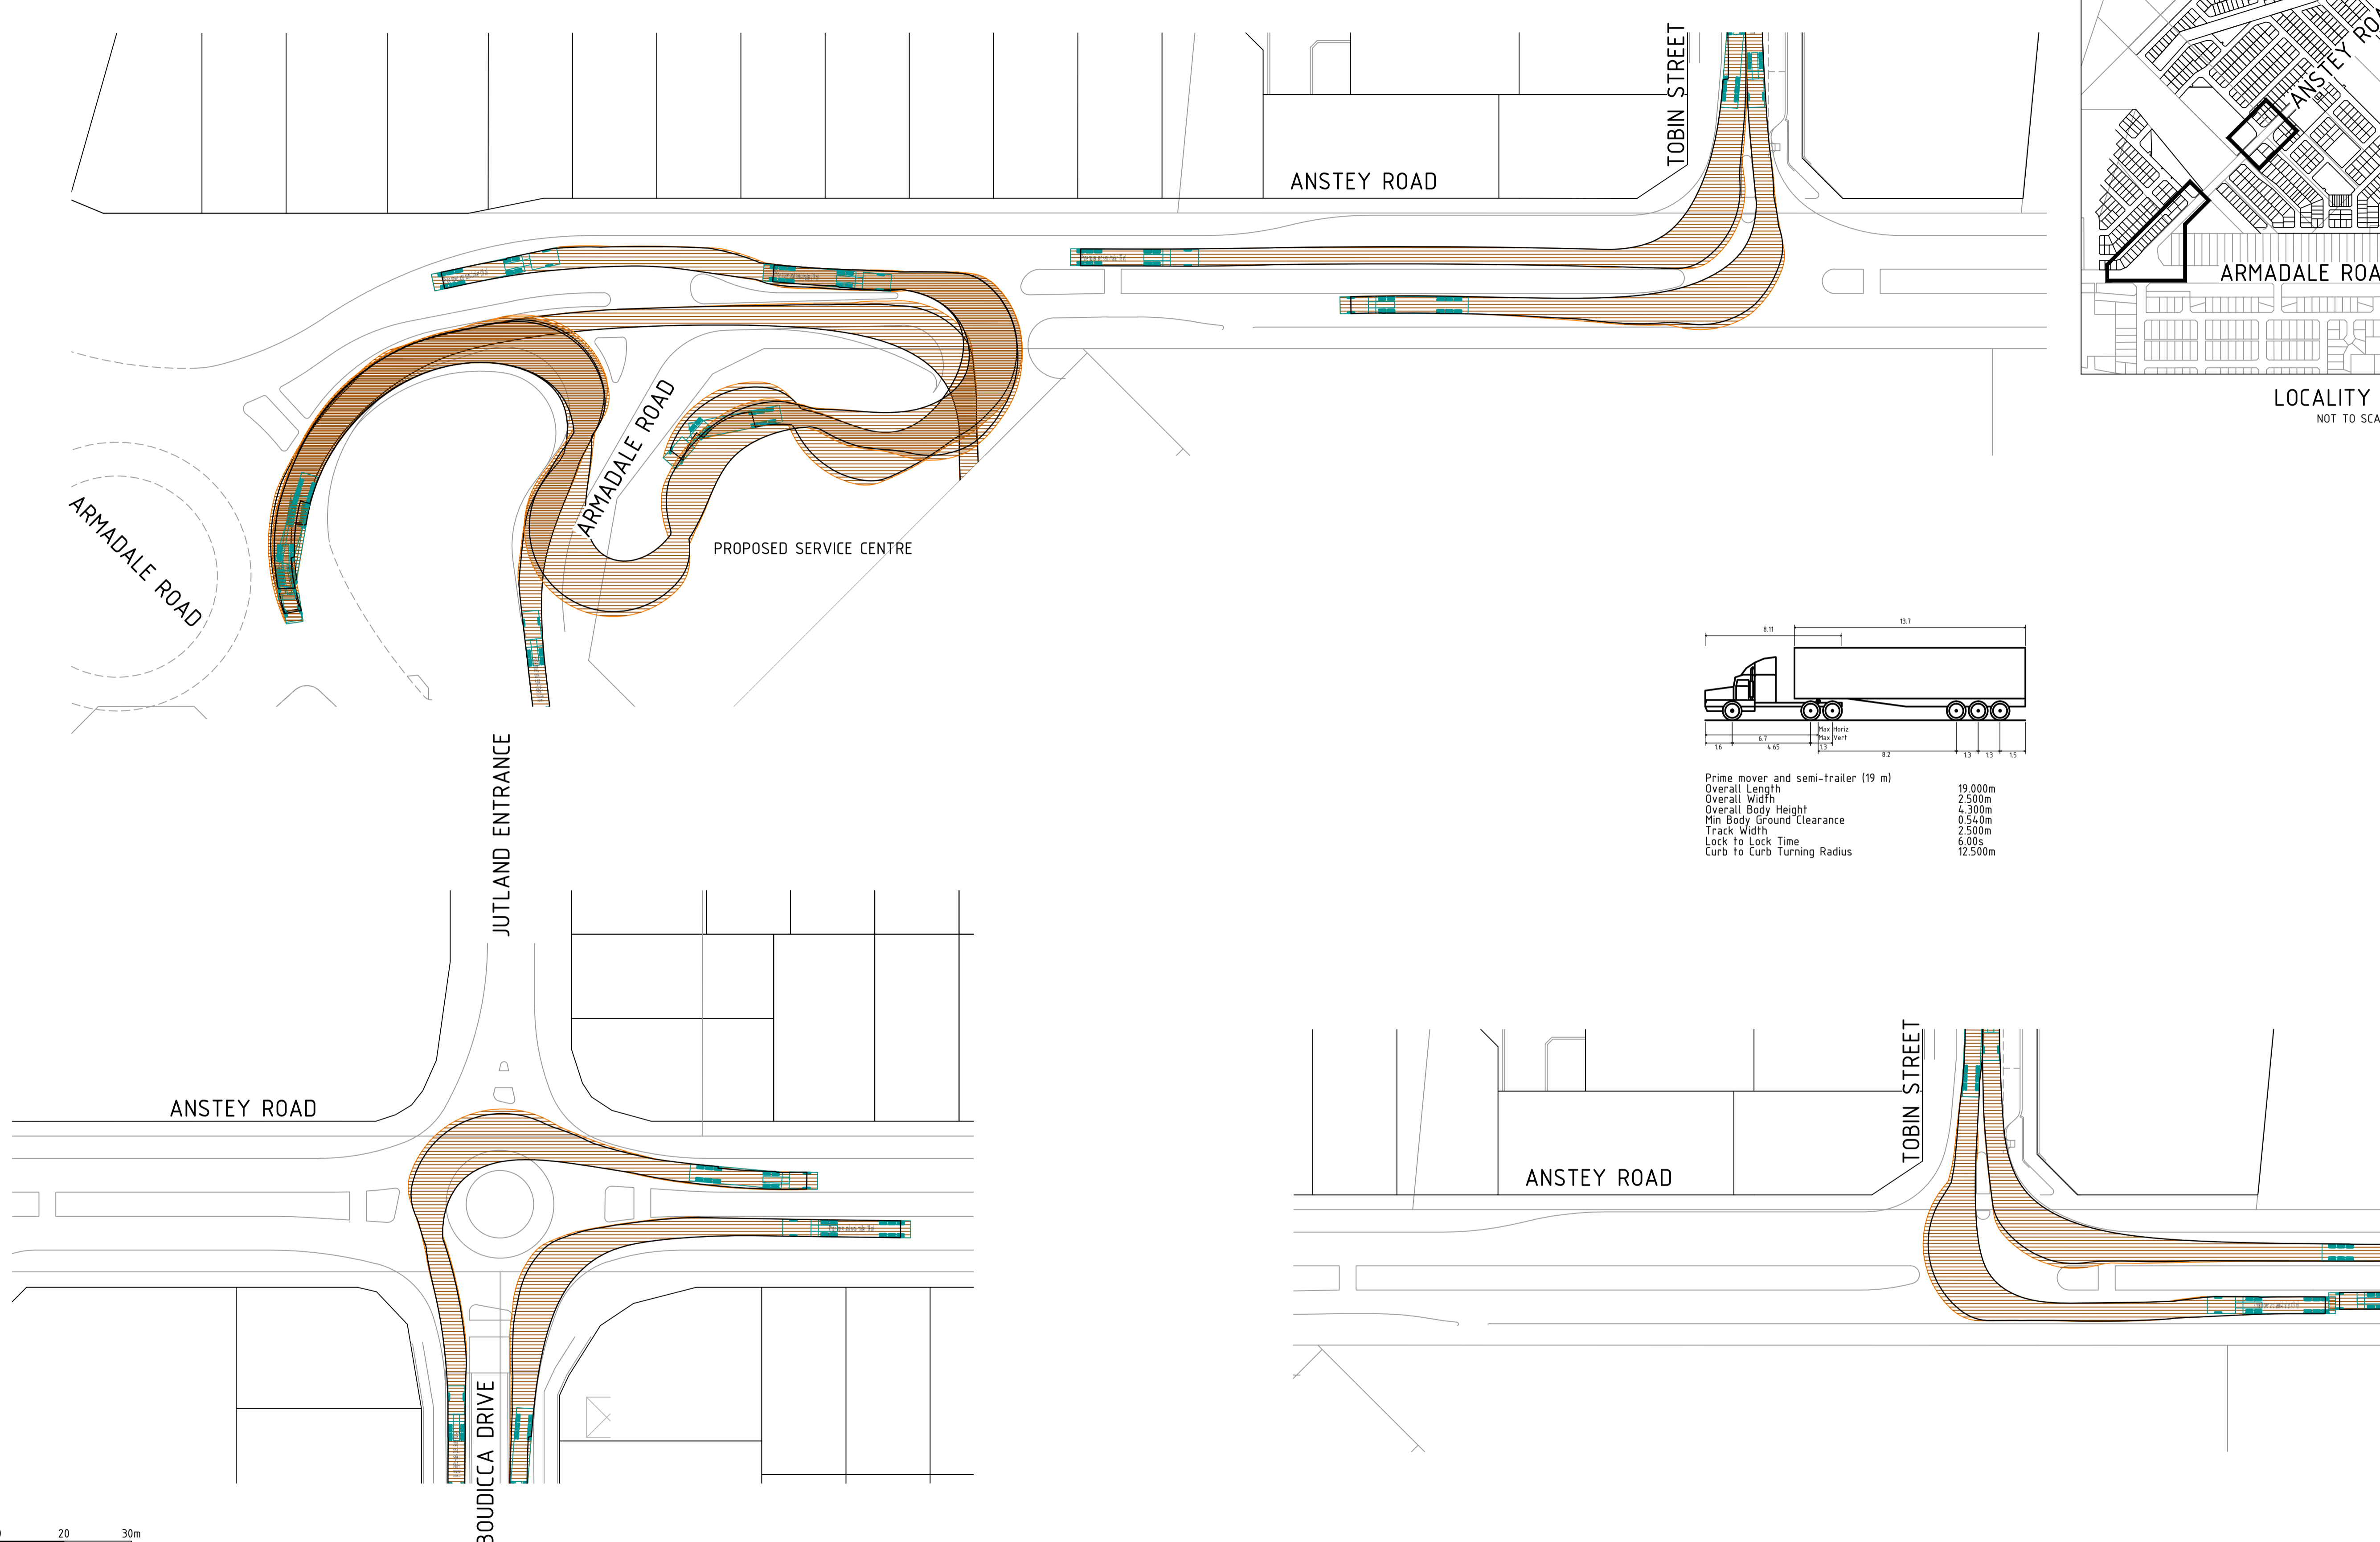 TOBIN STREET
ANSTEY ROAD
ANSTEY
ARMADALE
LOCALITY
NOT TO
ARMADALE ROAD
ARMADALE ROAD
PROPOSED SERVICE CENTRE
8.11
13.7
Max Horiz
Max Vert
6.7
1.6
4.65
1.3
8.2
1.3
1.3
1.5
Prime mover and semi-trailer (19 m)
Overall Length 19.000m
Overall Width 2.500m
Overall Body Height 4.300m
Min Body Ground Clearance 0.540m
Track Width 2.500m
Lock to Lock Time 6.00s
Curb to Curb Turning Radius 12.500m
JUTLAND ENTRANCE
ANSTEY ROAD
BOUDICCA DRIVE
TOBIN STREET
ANSTEY ROAD
20
30m